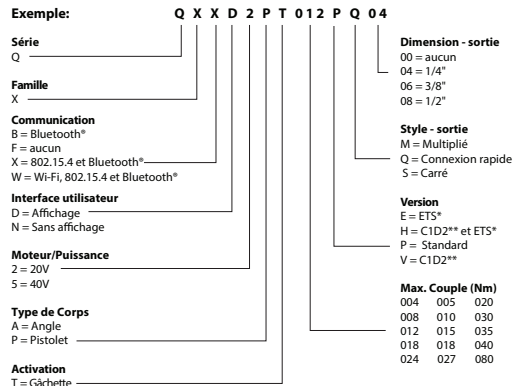 Exemple: Q X X D 2 P T 0 1 2 P Q 0 4
Série
Q
Famille
X
Communication
B = Bluetooth®
F = aucun
X = 802.15.4 et Bluetooth®
W = Wi-Fi, 802.15.4 et Bluetooth®
Interface utilisateur
D = Affichage
N = Sans affichage
Moteur/Puissance
2 = 20V
5 = 40V
Type de Corps
A = Angle
P = Pistolet
Activation
T = Gâchette
Dimension - sortie
00 = aucun
04 = 1/4"
06 = 3/8"
08 = 1/2"
Style - sortie
M = Multiplié
Q = Connexion rapide
S = Carré
Version
E = ETS*
H = C1D2** et ETS*
P = Standard
V = C1D2**
Max. Couple (Nm)
004 005 020
008 010 030
012 015 035
018 018 040
024 027 080